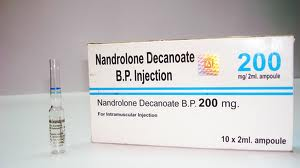 Nandrolone Decanoate
B.P. Injection
200
mg/ 2ml. ampoule
Nandrolone Decanoate B.P. 200 mg.
For Intramuscular Injection
10 x 2ml. ampoule